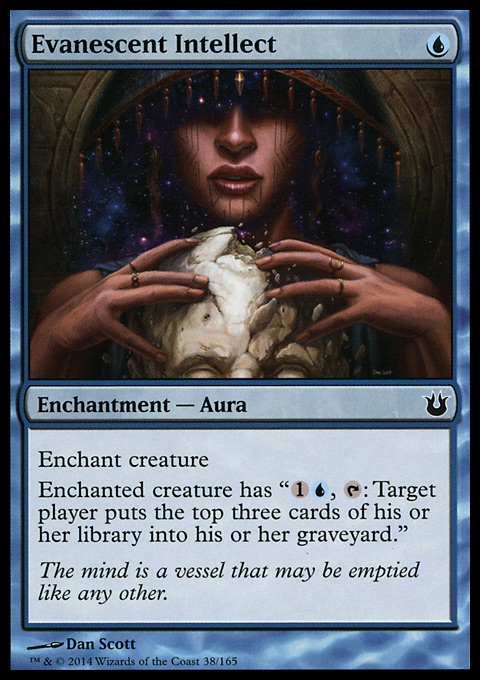 Evanescent Intellect
Enchantment — Aura
Enchant creature
Enchanted creature has “1 , : Target
player puts the top three cards of his or
her library into his or her graveyard.”
The mind is a vessel that may be emptied
like any other.
Dan Scott
™ & © 2014 Wizards of the Coast 38/165